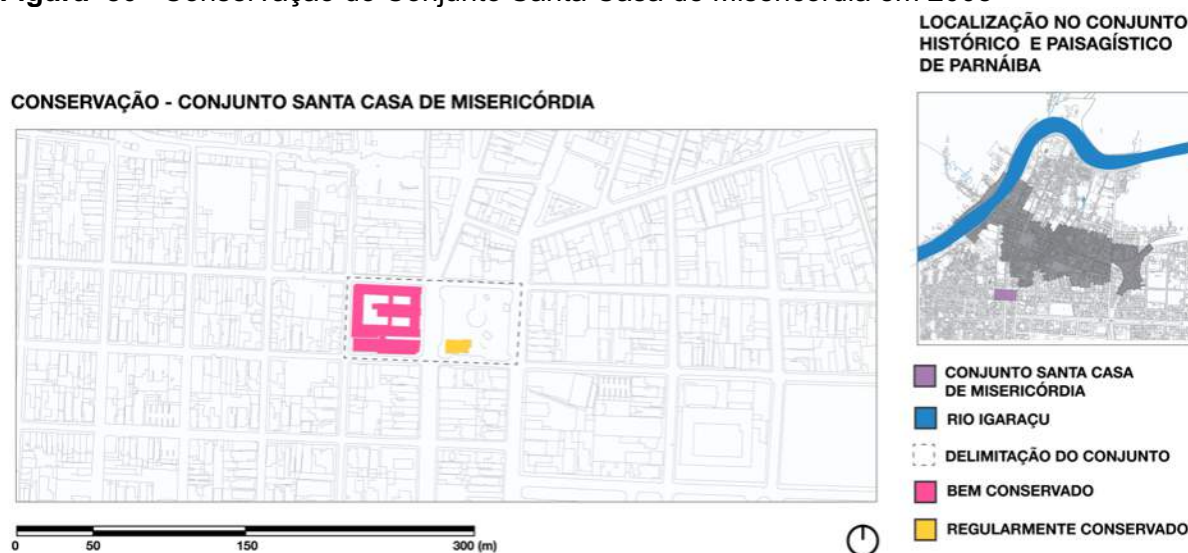 LOCALIZAÇÃO NO CONJUNTO
HISTÓRICO E PAISAGÍSTICO
DE PARNÁIBA
CONSERVAÇÃO - CONJUNTO SANTA CASA DE MISERICÓRDIA
CONJUNTO SANTA CASA
DE MISERICÓRDIA
RIO IGARAÇU
DELIMITAÇÃO DO CONJUNTO
BEM CONSERVADO
REGULARMENTE CONSERVADO
0 50 150 300 (m)